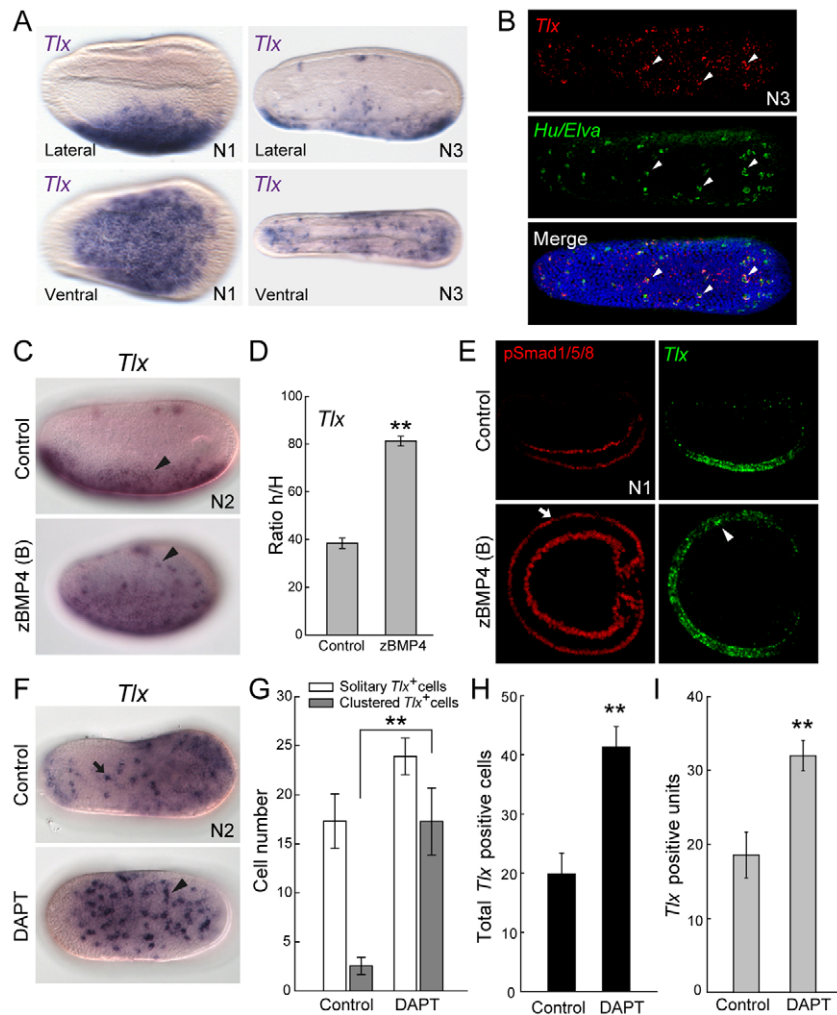 A
Tlx
Lateral
N1
Tlx
Lateral
N3
Tlx
Ventral
N1
Tlx
Ventral
N3
B
Tlx
N3
Hu/Elva
Merge
C
Tlx
Control
N2
zBMP4 (B)
D
Tlx
**
Ratio h/H
100
80
60
40
20
0
Control zBMP4
E
pSmad1/5/8
Tlx
Control
N1
zBMP4 (B)
F
Tlx
Control
N2
DAPT
G
Solitary Tlx+cells
Clustered Tlx+cells
**
Cell number
30
25
20
15
10
5
0
Control DAPT
H
**
Total Tlx positive cells
50
40
30
20
10
0
Control DAPT
I
**
Tlx positive units
40
30
20
10
0
Control DAPT